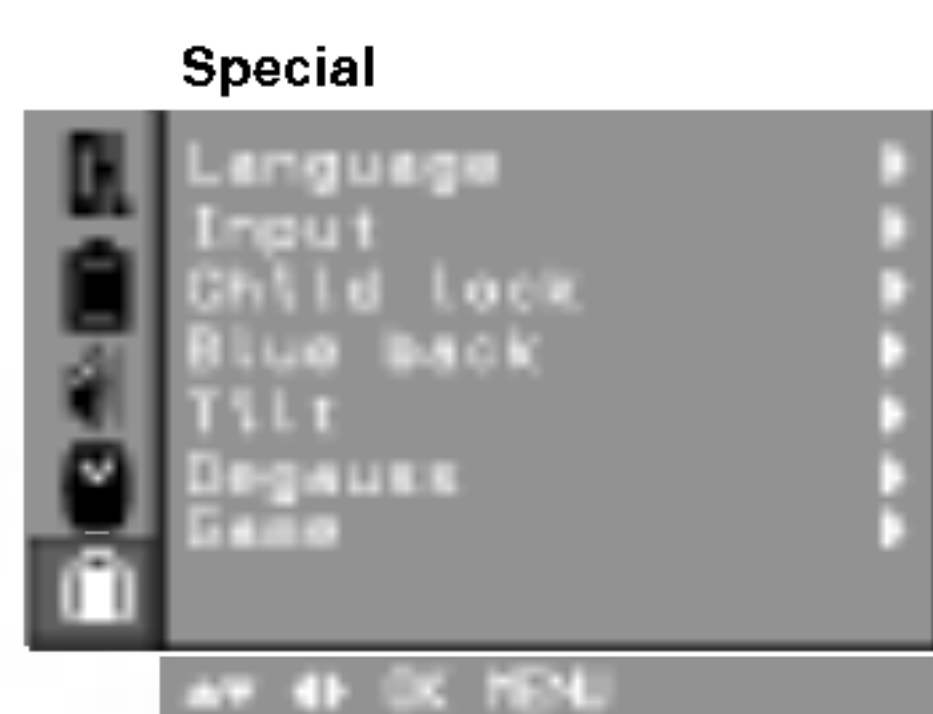 Special
Language
Input
Child lock
Blue back
Tilt
Degauss
Game
OK MENU